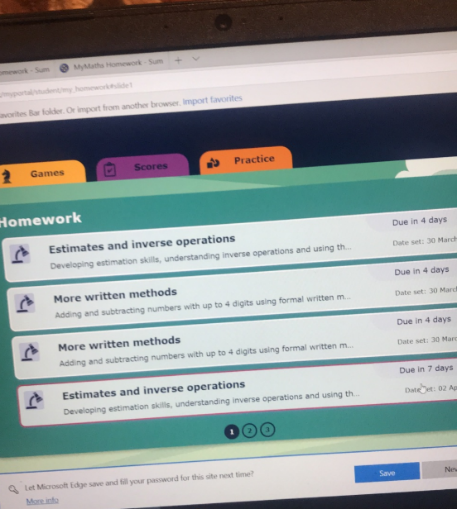 omework - Sum MyMaths Homework - Sum
/myportal/student/my_homework#slide1
avorites Bar folder. Or import from another browser. Import favorites
Games Scores Practice
Homework
Estimates and inverse operations Due in 4 days
Developing estimation skills, understanding inverse operations and using th... Date set: 30 March
More written methods Due in 4 days
Adding and subtracting numbers with up to 4 digits using formal written m... Date set: 30 Marc
More written methods Due in 4 days
Adding and subtracting numbers with up to 4 digits using formal written m... Date set: 30 Marc
Estimates and inverse operations Due in 7 days
Developing estimation skills, understanding inverse operations and using th... Date set: 02 Ap
1 2 3
Let Microsoft Edge save and fill your password for this site next time? Save Nev
More info